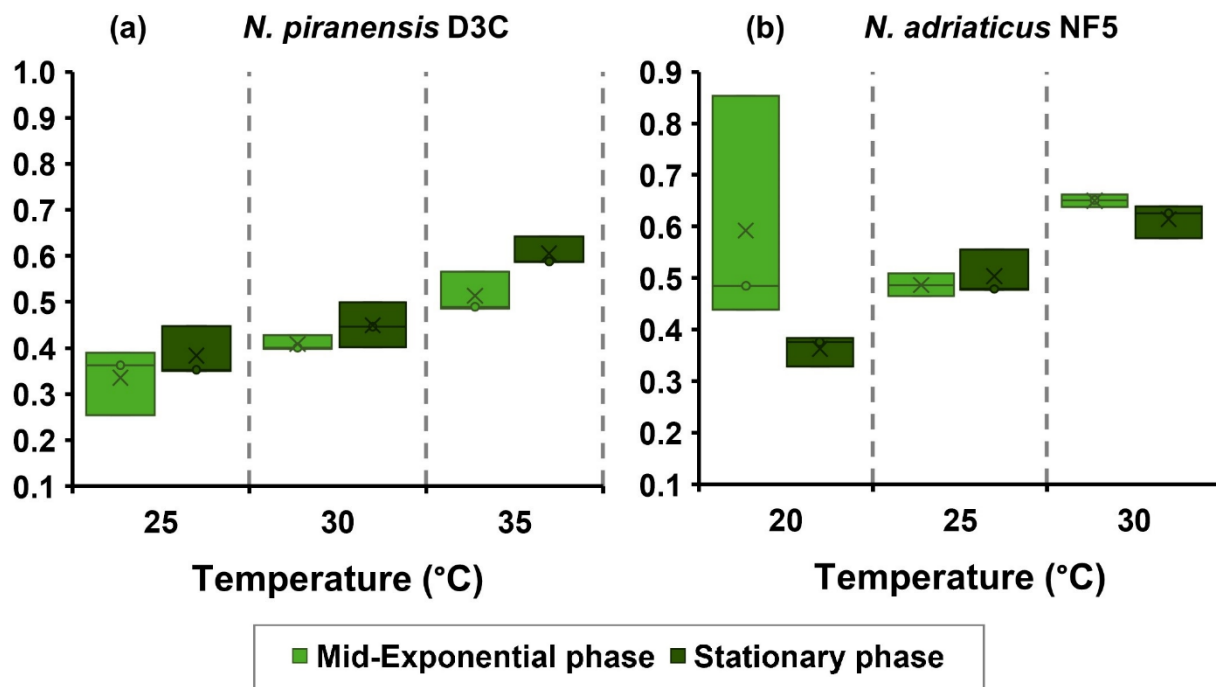 (a) N. piranensis D3C
1.0
0.9
0.8
0.7
0.6
0.5
0.4
0.3
0.2
0.1
25 30 35
Temperature (°C)
(b) N. adriaticus NF5
0.9
0.8
0.7
0.6
0.5
0.4
0.3
0.2
0.1
20 25 30
Temperature (°C)
Mid-Exponential phase Stationary phase